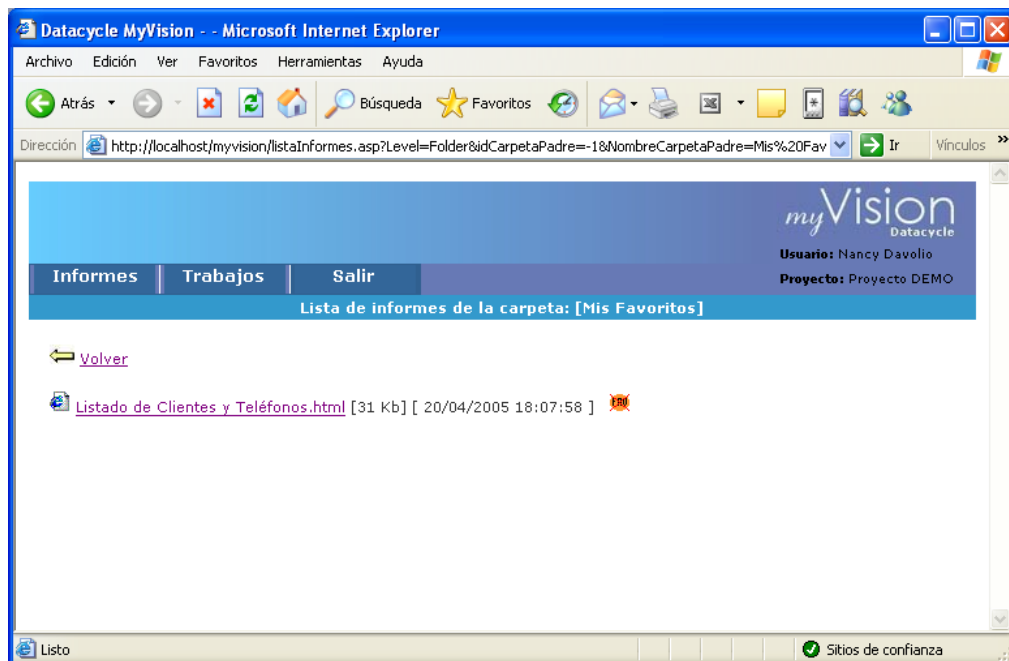 Datacycle MyVision - - Microsoft Internet Explorer
Archivo Edición Ver Favoritos Herramientas Ayuda
Atrás Búsqueda Favoritos
Dirección http://localhost/myvision/listaInformes.asp?Level=Folder&idCarpetaPadre=-1&NombreCarpetaPadre=Mis%20Fav Ir Vínculos »
myVision
Datacycle
Usuario: Nancy Davolio
Informes Trabajos Salir
Proyecto: Proyecto DEMO
Lista de informes de la carpeta: [Mis Favoritos]
Volver
Listado de Clientes y Teléfonos.html [31 Kb] [ 20/04/2005 18:07:58 ]
Listo Sitios de confianza